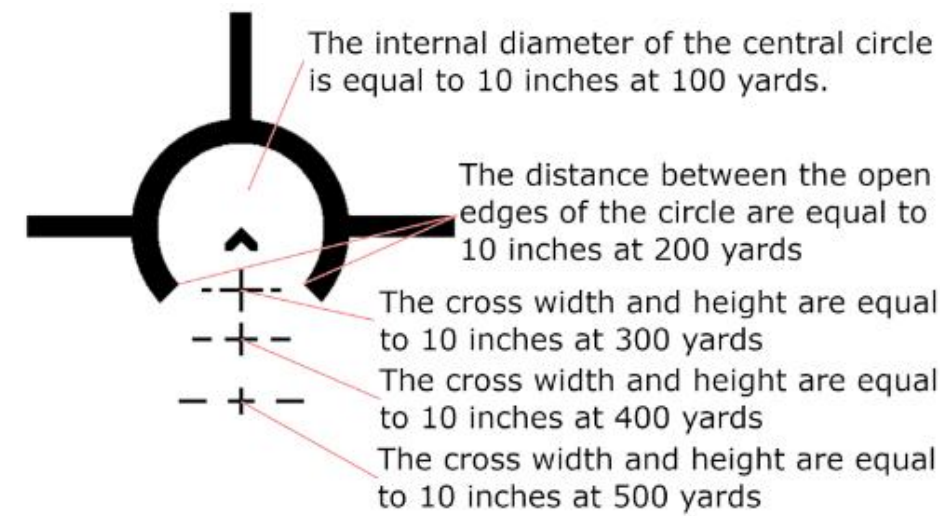 The internal diameter of the central circle
is equal to 10 inches at 100 yards.
The distance between the open
edges of the circle are equal to
10 inches at 200 yards
The cross width and height are equal
to 10 inches at 300 yards
The cross width and height are equal
to 10 inches at 400 yards
The cross width and height are equal
to 10 inches at 500 yards